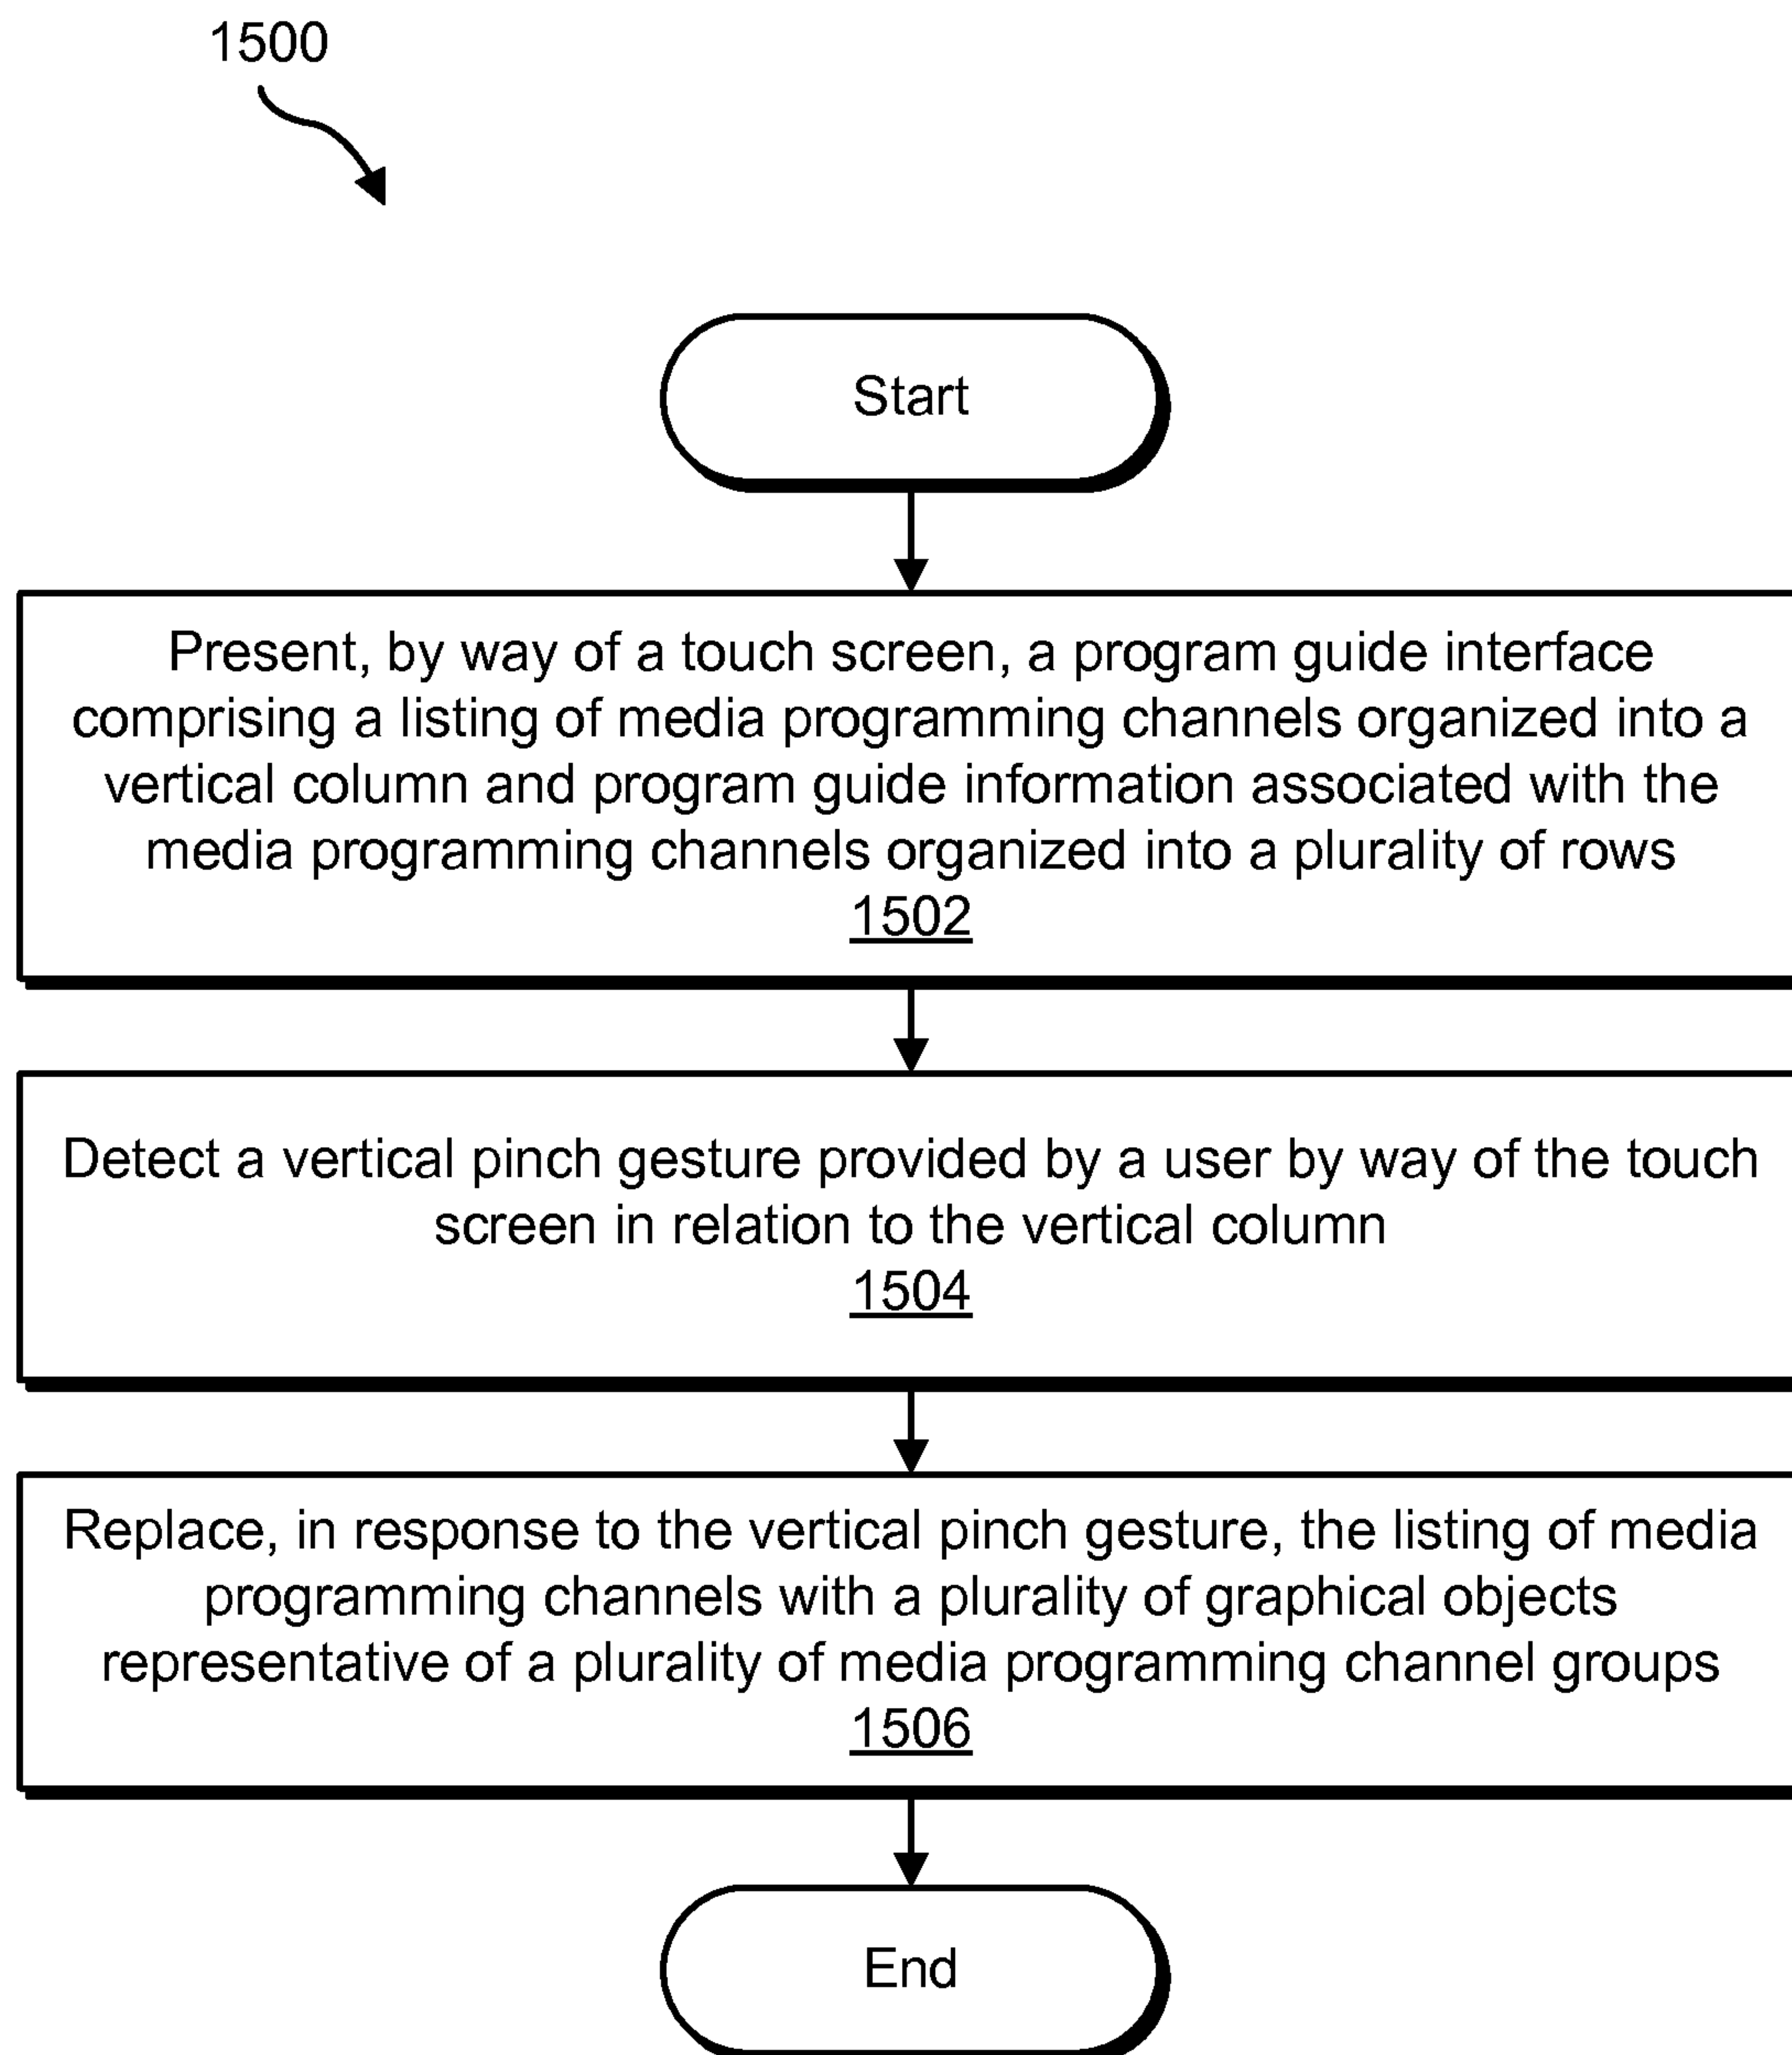 1500
Start
Present, by way of a touch screen, a program guide interface
comprising a listing of media programming channels organized into a
vertical column and program guide information associated with the
media programming channels organized into a plurality of rows
1502
Detect a vertical pinch gesture provided by a user by way of the touch
screen in relation to the vertical column
1504
Replace, in response to the vertical pinch gesture, the listing of media
programming channels with a plurality of graphical objects
representative of a plurality of media programming channel groups
1506
End